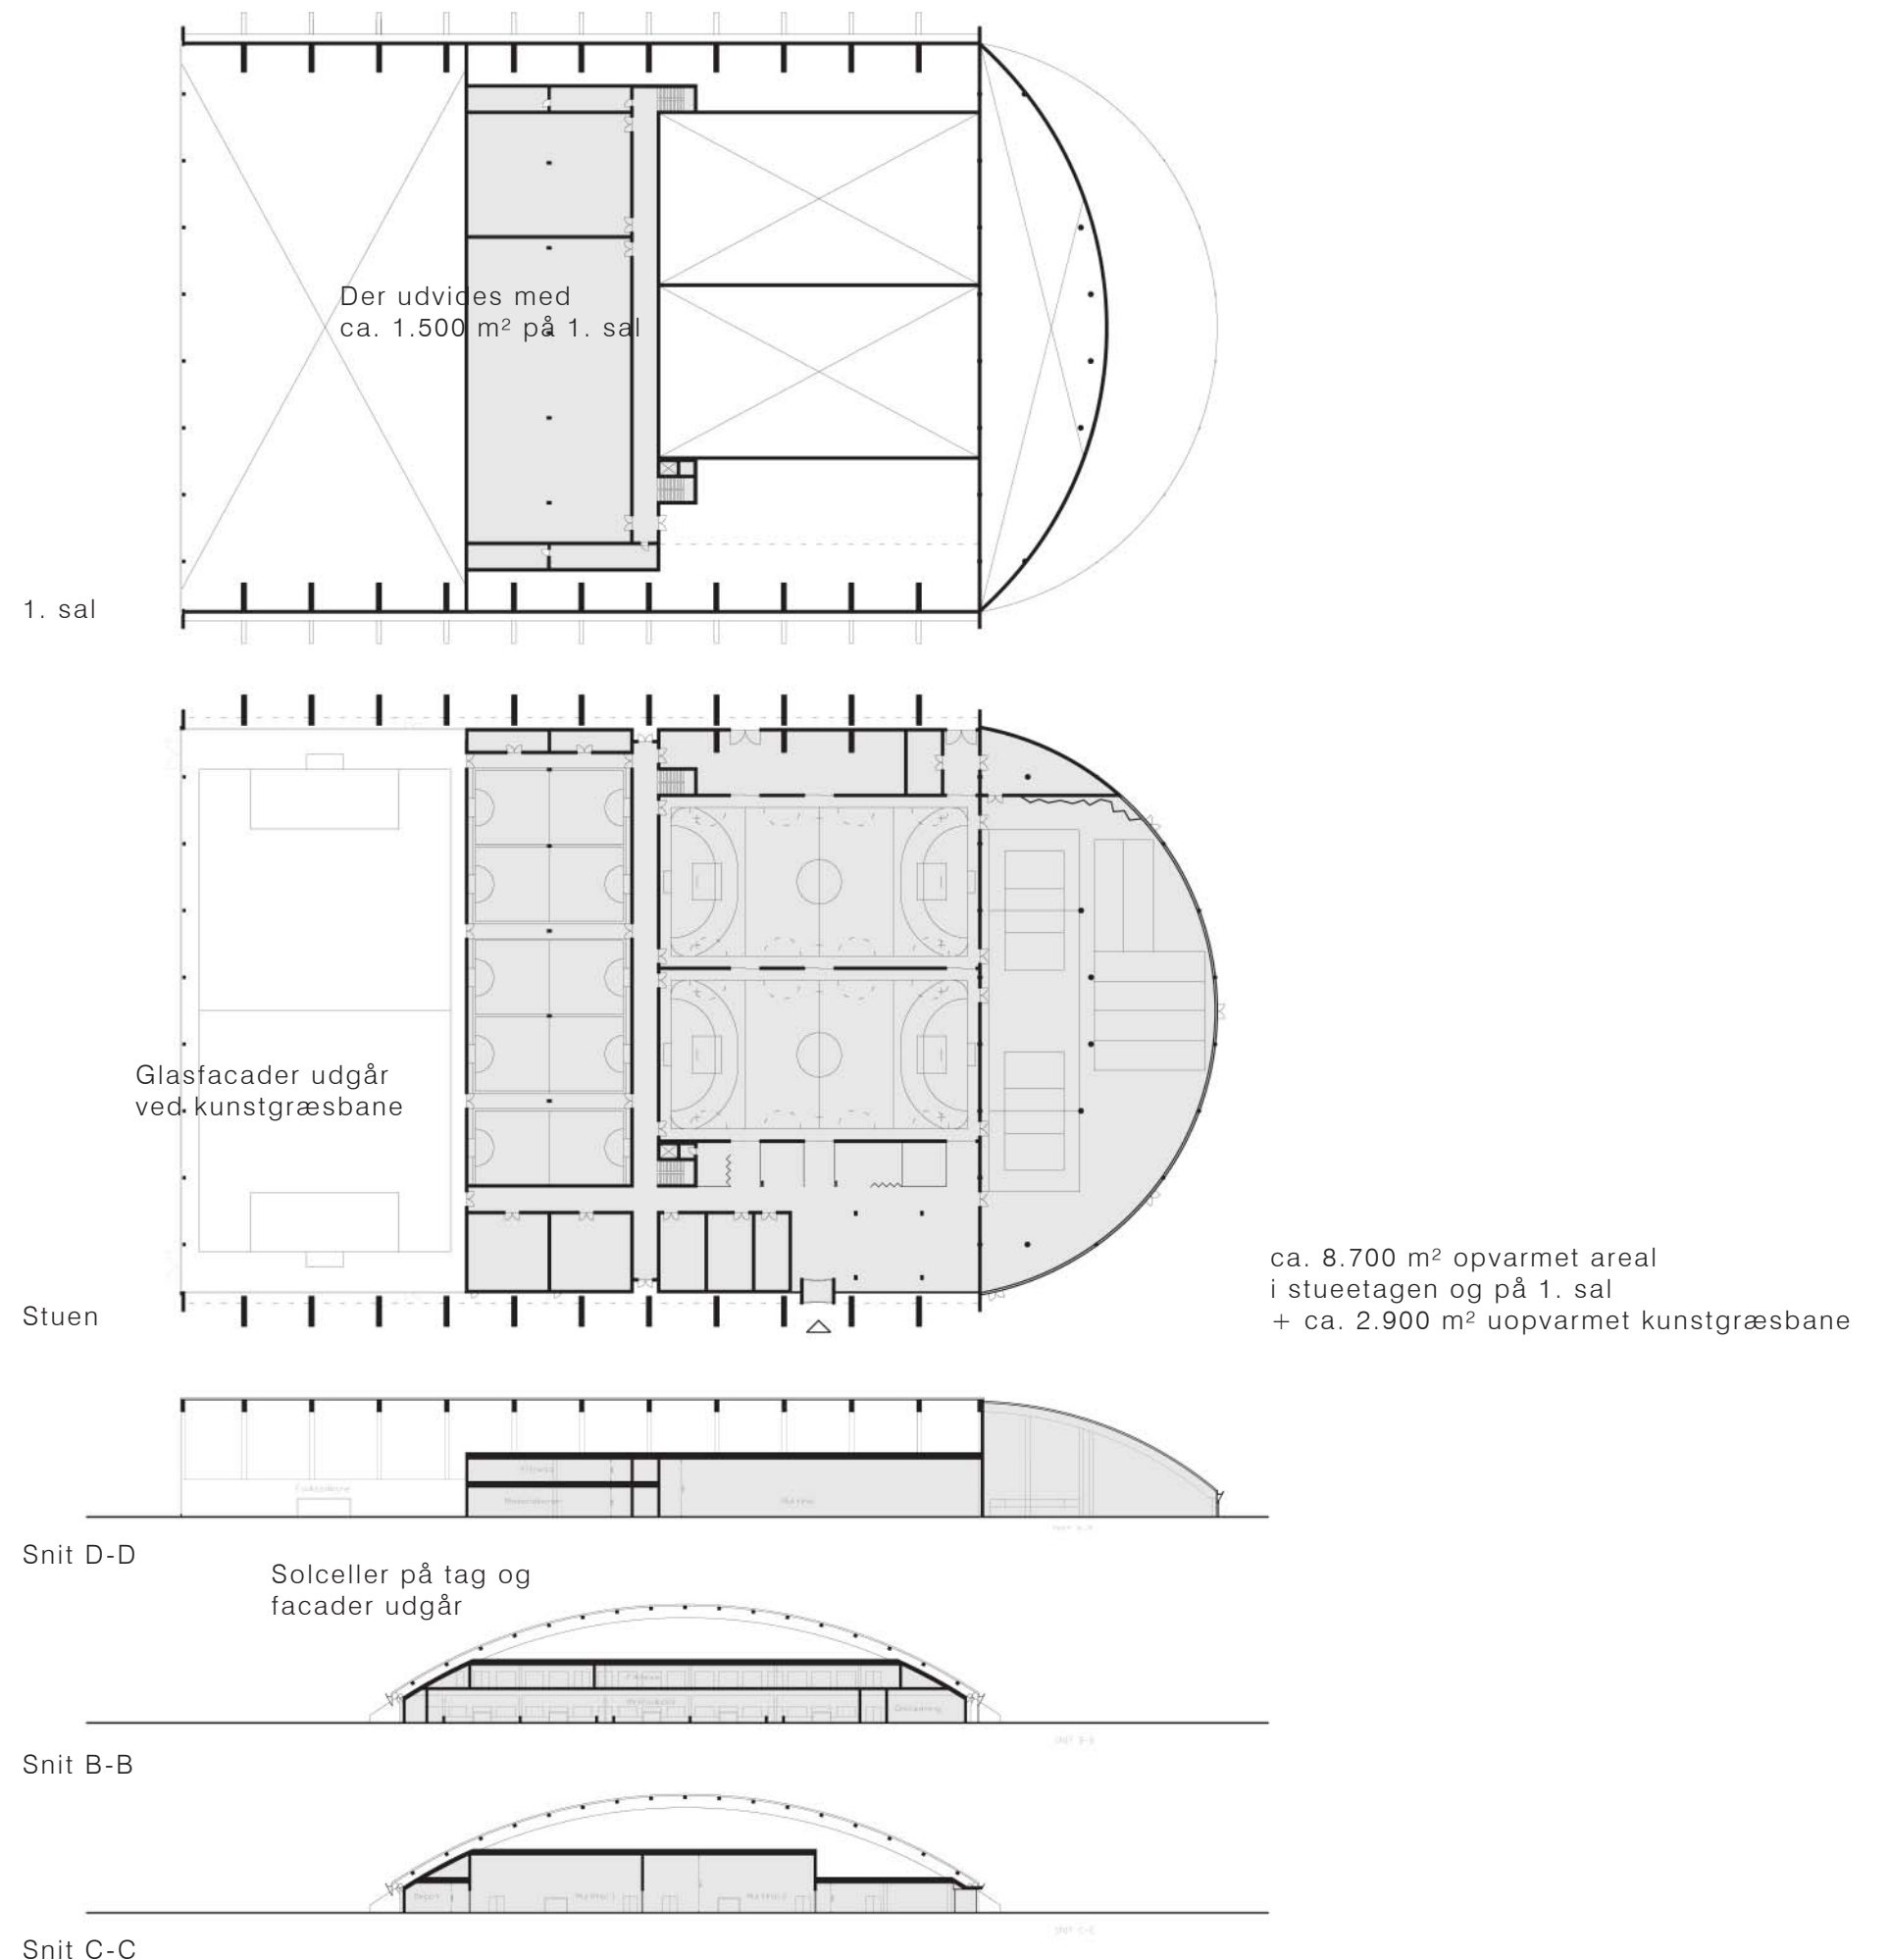 Der udvides med
ca. 1.500 m² på 1. sal
1. sal
Glasfacader udgår
ved kunstgræsbane
ca. 8.700 m² opvarmet areal
i stueetagen og på 1. sal
+ ca. 2.900 m² uopvarmet kunstgræsbane
Stuen
Snit D-D
Solceller på tag og
facader udgår
SNIT B-B
Snit B-B
SNIT C-C
Snit C-C